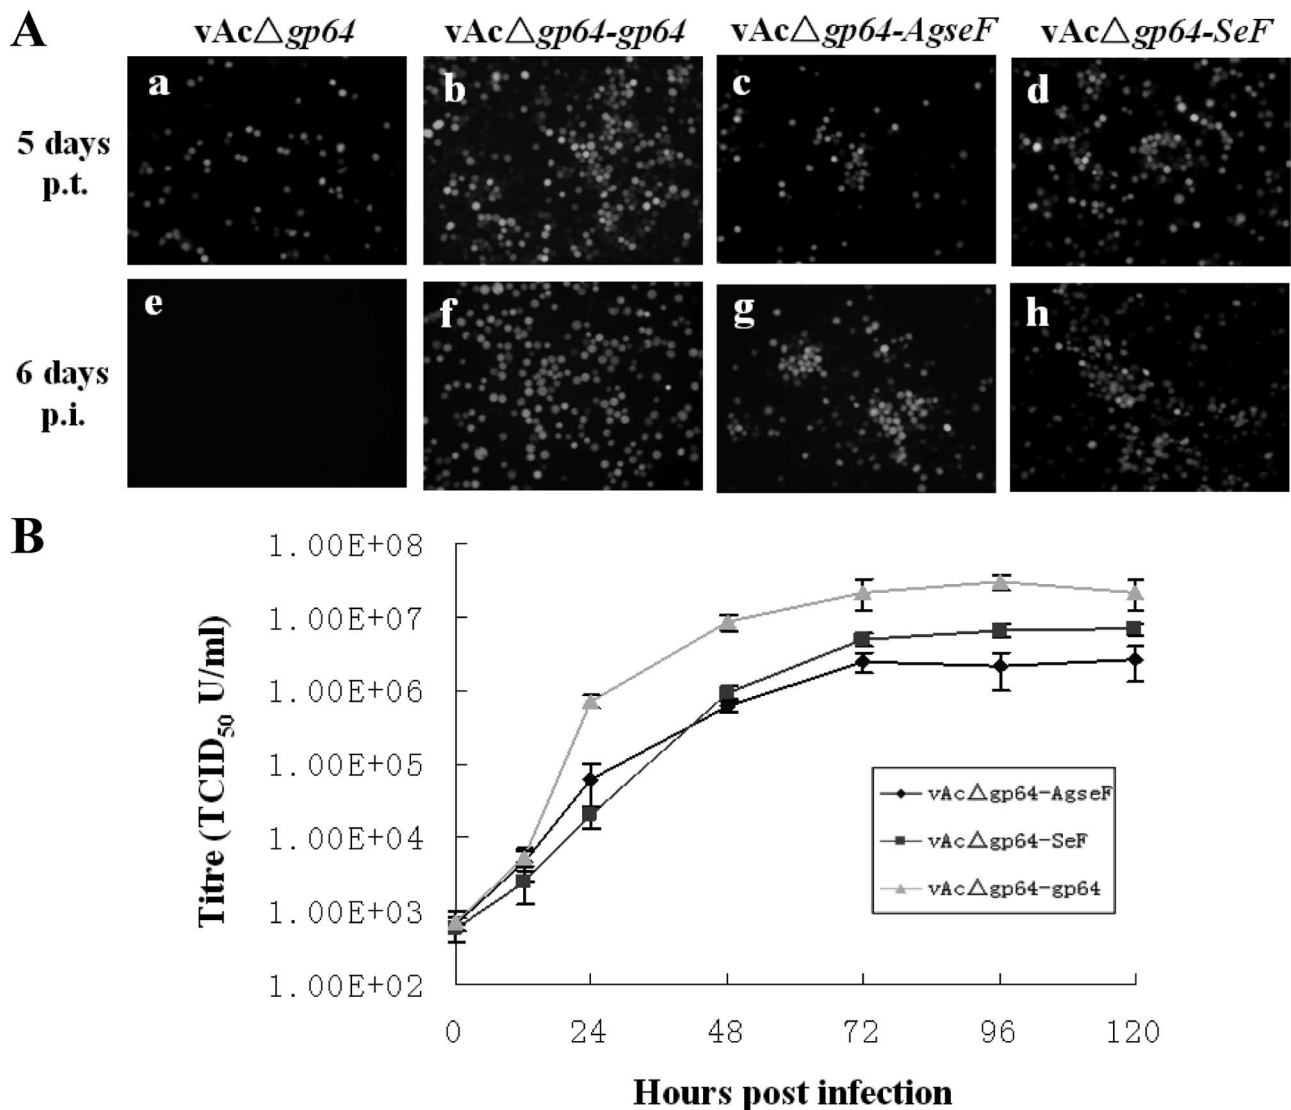 A
vAc△gp64 vAc△gp64-gp64 vAc△gp64-AgseF vAc△gp64-SeF
5 days
p.t.
a b c d
6 days
p.i.
e f g h
B
Titre (TCID50 U/ml)
1.00E+08
1.00E+07
1.00E+06
1.00E+05
1.00E+04
1.00E+03
1.00E+02
vAc△gp64-AgseF
vAc△gp64-SeF
vAc△gp64-gp64
0 24 48 72 96 120
Hours post infection